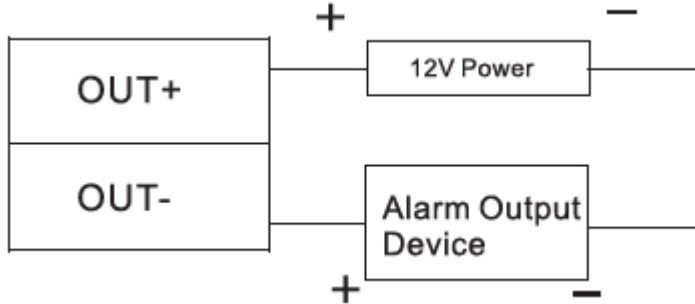 + −
OUT+ 12V Power
OUT-
Alarm Output
Device
+ −